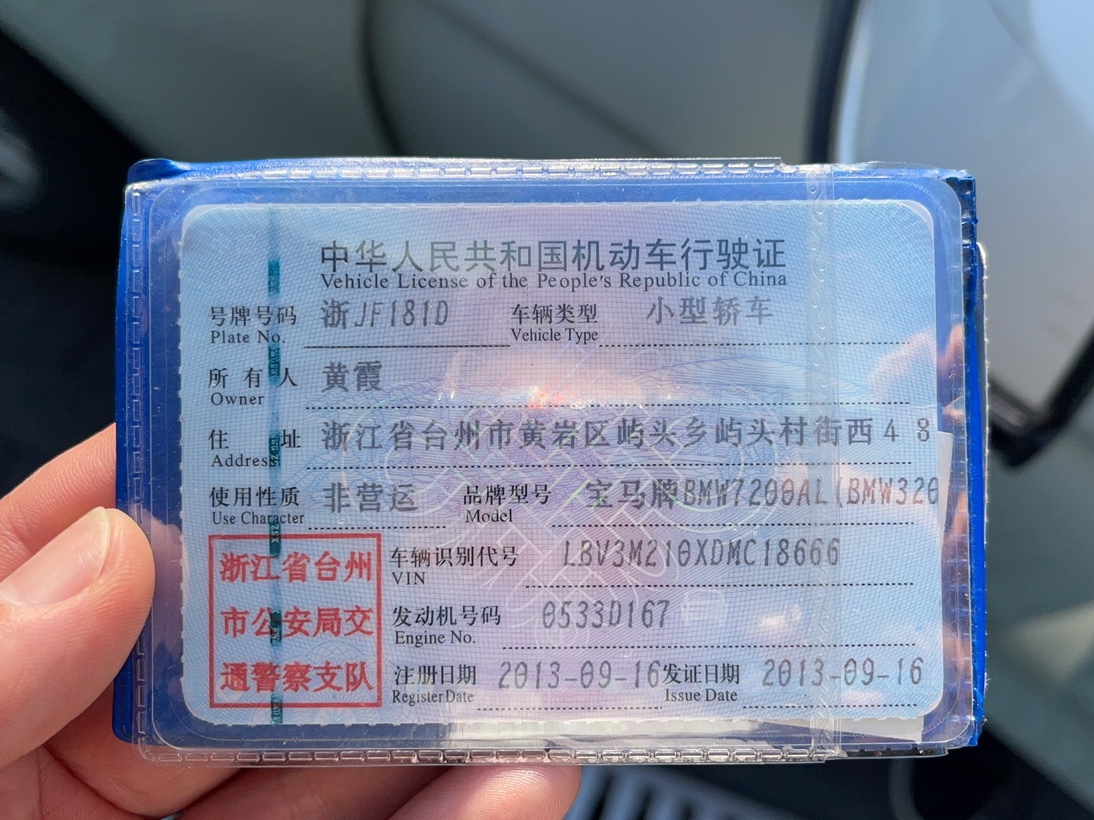 中华人民共和国机动车行驶证
Vehicle License of the People's Republic of China
号牌号码 浙JF181D 车辆类型 小型轿车
Plate No. Vehicle Type
所有人 黄霞
Owner
住址 浙江省台州市黄岩区屿头乡屿头村街西48
Address
使用性质 非营运 品牌型号 宝马牌BMW7200AL(BMW320
Use Character Model
浙江省台州
市公安局交
通警察支队
车辆识别代号 LBV3M210XDMC18666
VIN
发动机号码 0533D167
Engine No.
注册日期 2013-09-16 发证日期 2013-09-16
Register Date Issue Date